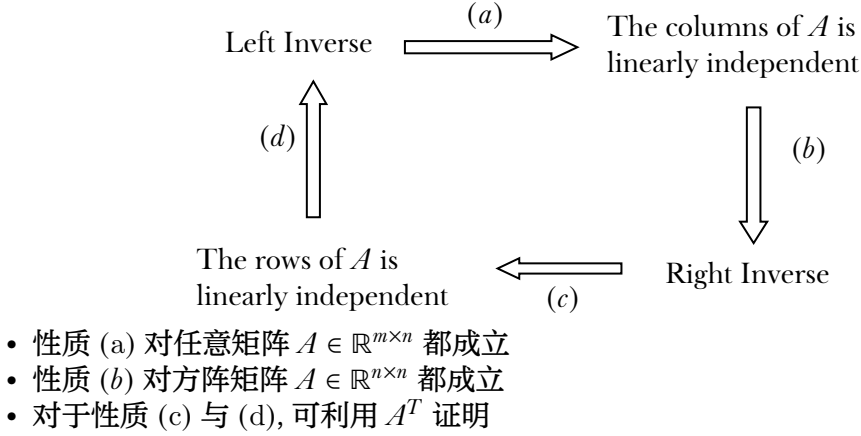 (a)
Left Inverse
The columns of A is
linearly independent
(d)
(b)
The rows of A is
linearly independent
(c)
Right Inverse
• 性质 (a) 对任意矩阵 A ∈ ℝ^{m×n} 都成立
• 性质 (b) 对方阵矩阵 A ∈ ℝ^{n×n} 都成立
• 对于性质 (c) 与 (d), 可利用 A^T 证明